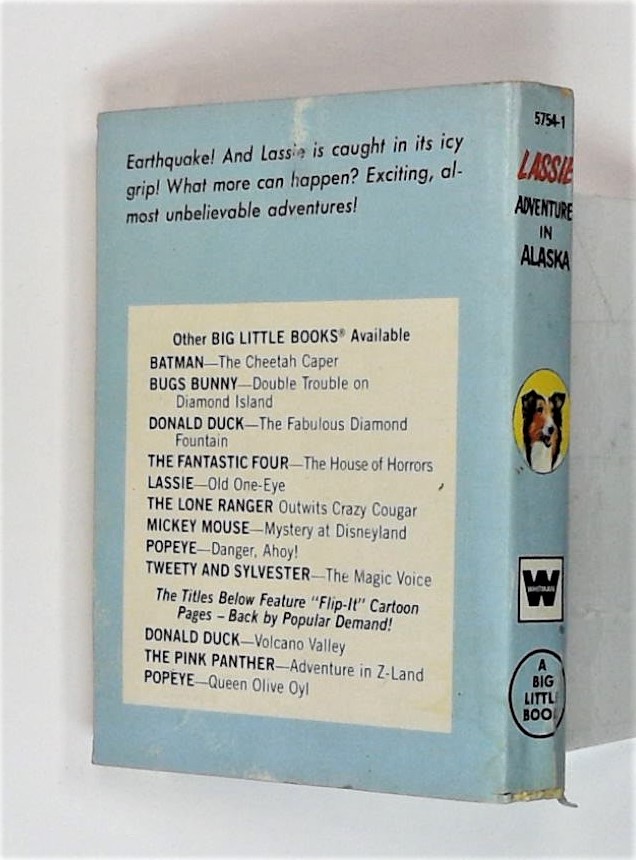 Earthquake! And Lassie is caught in its icy
grip! What more can happen? Exciting, al-
most unbelievable adventures!
Other BIG LITTLE BOOKS® Available
BATMAN—The Cheetah Caper
BUGS BUNNY—Double Trouble on
Diamond Island
DONALD DUCK—The Fabulous Diamond
Fountain
THE FANTASTIC FOUR—The House of Horrors
LASSIE—Old One-Eye
THE LONE RANGER Outwits Crazy Cougar
MICKEY MOUSE—Mystery at Disneyland
POPEYE—Danger, Ahoy!
TWEETY AND SYLVESTER—The Magic Voice
The Titles Below Feature "Flip-It" Cartoon
Pages – Back by Popular Demand!
DONALD DUCK—Volcano Valley
THE PINK PANTHER—Adventure in Z-Land
POPEYE—Queen Olive Oyl
5754-1
LASSIE
ADVENTURE
IN
ALASKA
W
WHITMAN
A
BIG
LITTLE
BOOK